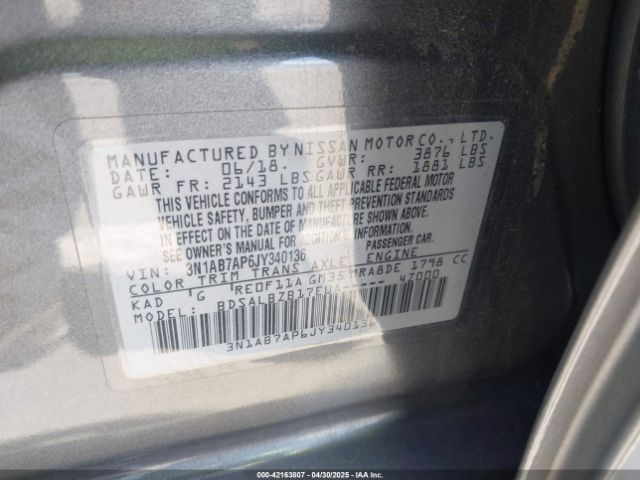 MANUFACTURED BY NISSAN MOTOR CO., LTD.
DATE: 06/18. GVWR: 3876 LBS
GAWR FR: 2143 LBS GAWR RR: 1881 LBS
THIS VEHICLE CONFORMS TO ALL APPLICABLE FEDERAL MOTOR
VEHICLE SAFETY, BUMPER AND THEFT PREVENTION STANDARDS
IN EFFECT ON THE DATE OF MANUFACTURE SHOWN ABOVE.
SEE OWNER'S MANUAL FOR ADDITIONAL INFORMATION.
VIN: 3N1AB7AP6JY340136 PASSENGER CAR.
COLOR TRIM TRANS AXLE ENGINE
KAD G RE0F11A GM35 MRA8DE 1798 CC
MODEL: BDSALBZB17EUA----- 47000
3N1AB7AP6JY340136
000-42163807 - 04/30/2025 - IAA Inc.